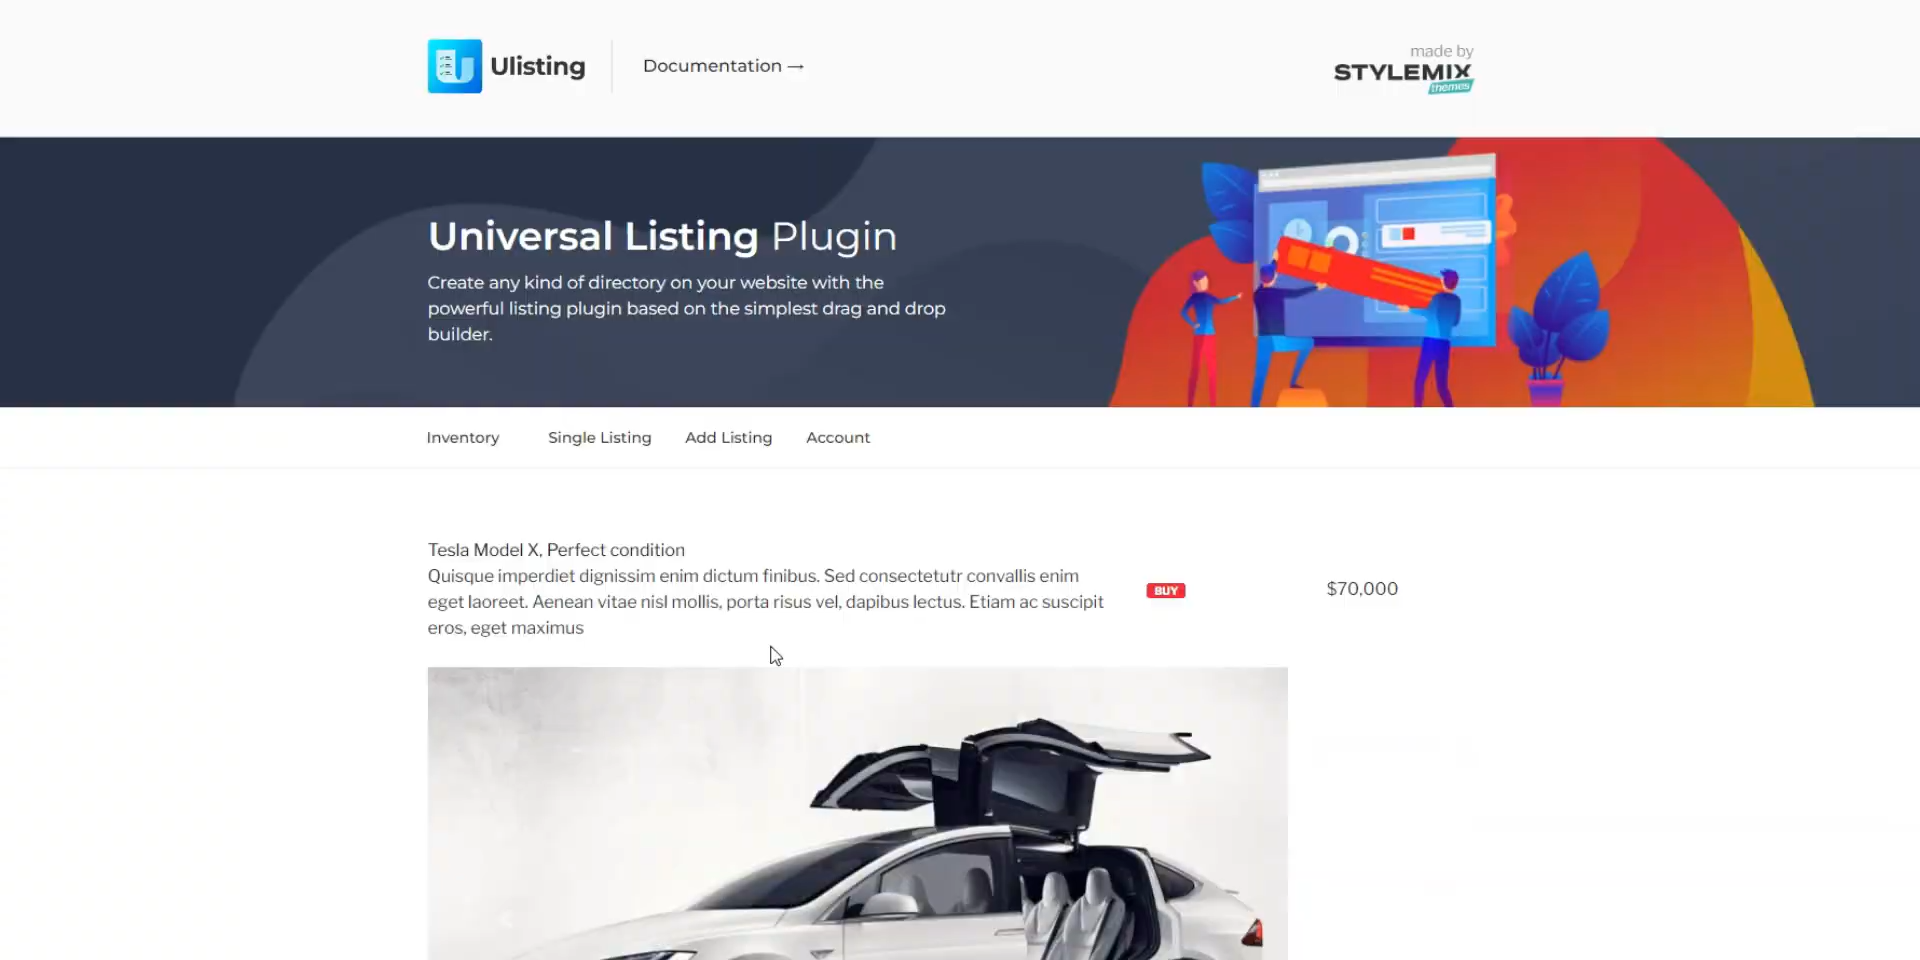 Ulisting
Documentation →
made by
STYLEMIX
themes
Universal Listing Plugin
Create any kind of directory on your website with the
powerful listing plugin based on the simplest drag and drop
builder.
Inventory
Single Listing
Add Listing
Account
Tesla Model X, Perfect condition
Quisque imperdiet dignissim enim dictum finibus. Sed consectetutr convallis enim
eget laoreet. Aenean vitae nisl mollis, porta risus vel, dapibus lectus. Etiam ac suscipit
eros, eget maximus
BUY
$70,000